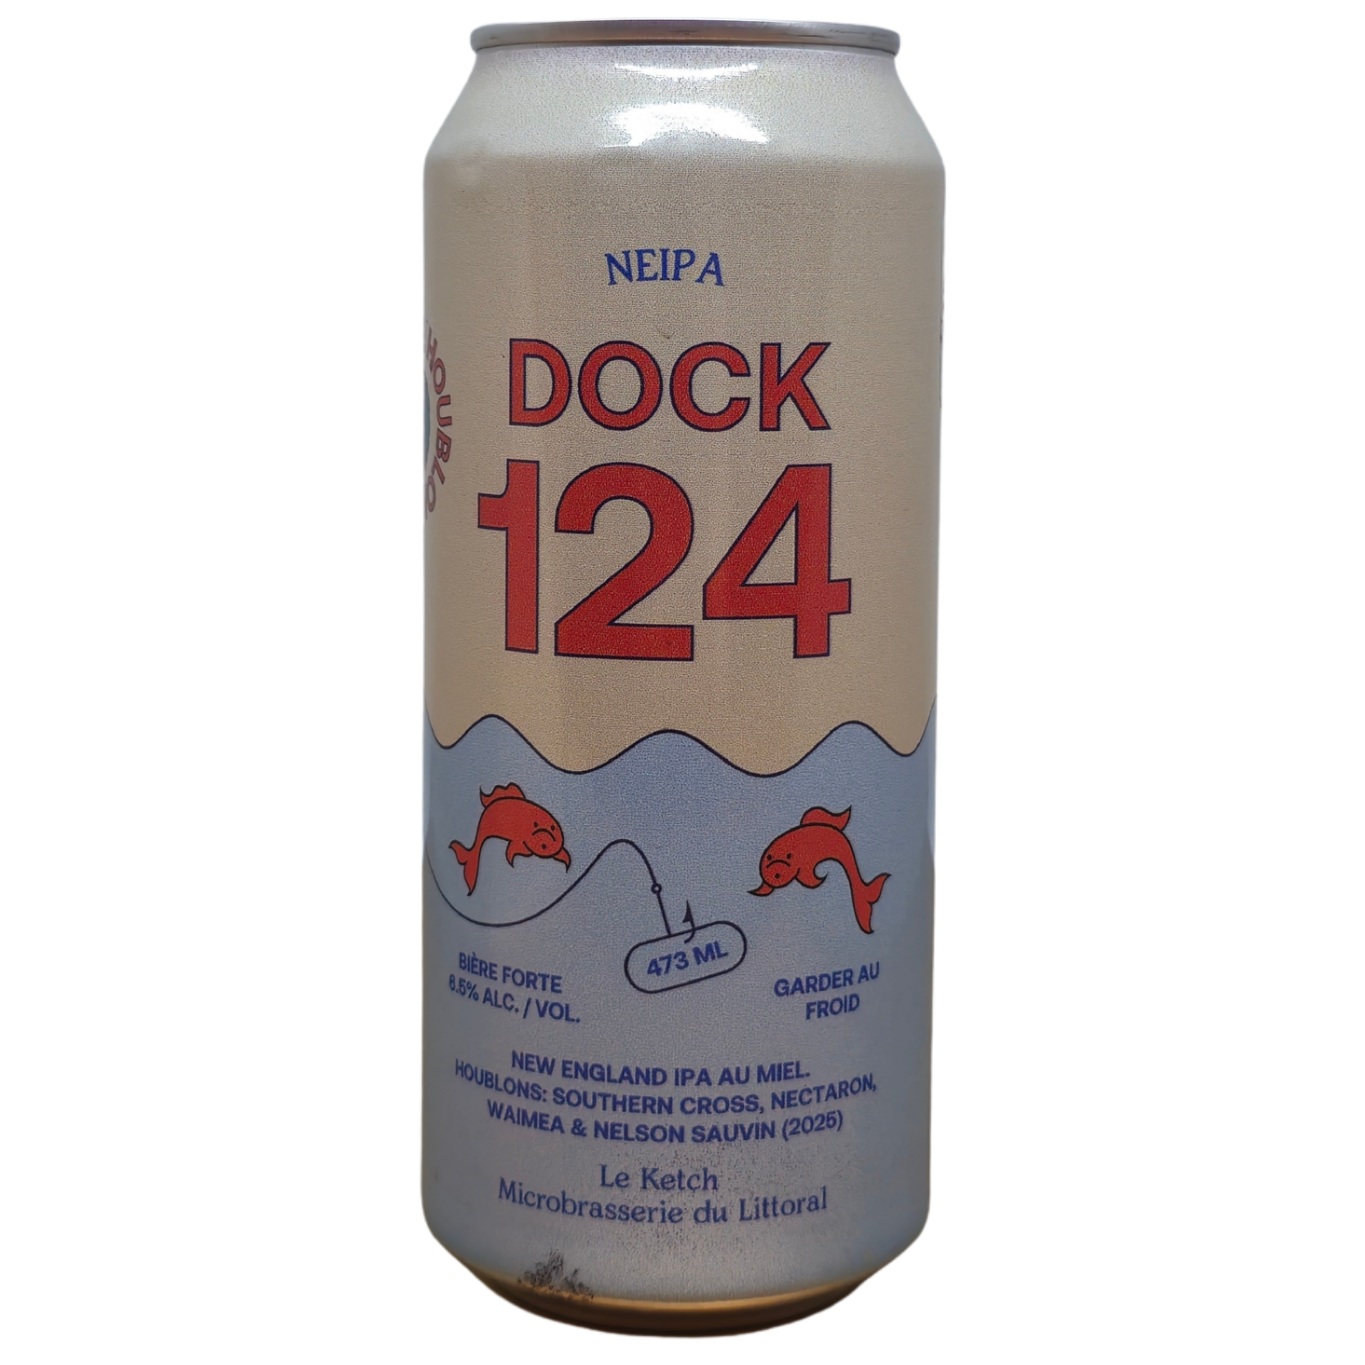 NEIPA
DOCK
124
HOUBLO
473 ML
BIÈRE FORTE
6.5% ALC. / VOL.
GARDER AU
FROID
NEW ENGLAND IPA AU MIEL.
HOUBLONS: SOUTHERN CROSS, NECTARON,
WAIMEA & NELSON SAUVIN (2025)
Le Ketch
Microbrasserie du Littoral